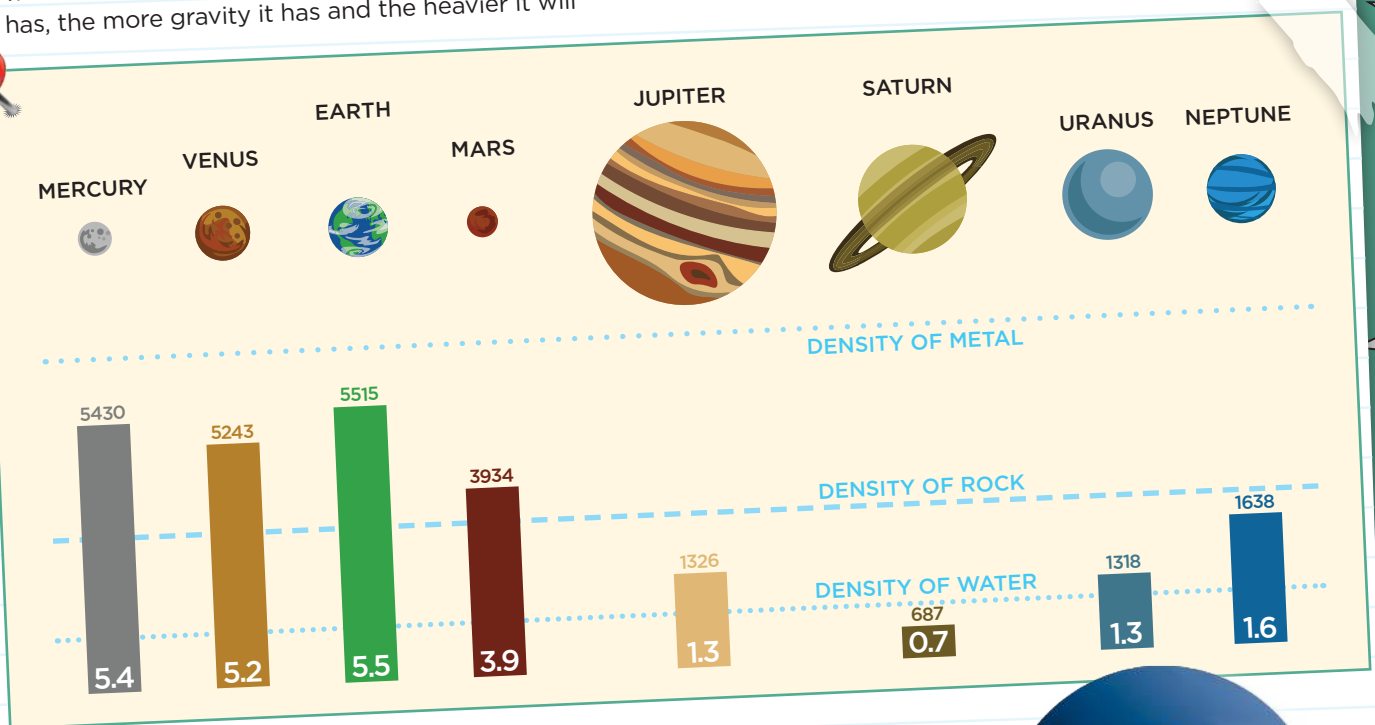 has, the more gravity it has and the heavier it will
MERCURY
VENUS
EARTH
MARS
JUPITER
SATURN
URANUS
NEPTUNE
DENSITY OF METAL
5430
5243
5515
3934
DENSITY OF ROCK
1638
1326
1318
DENSITY OF WATER
687
5.4
5.2
5.5
3.9
1.3
0.7
1.3
1.6